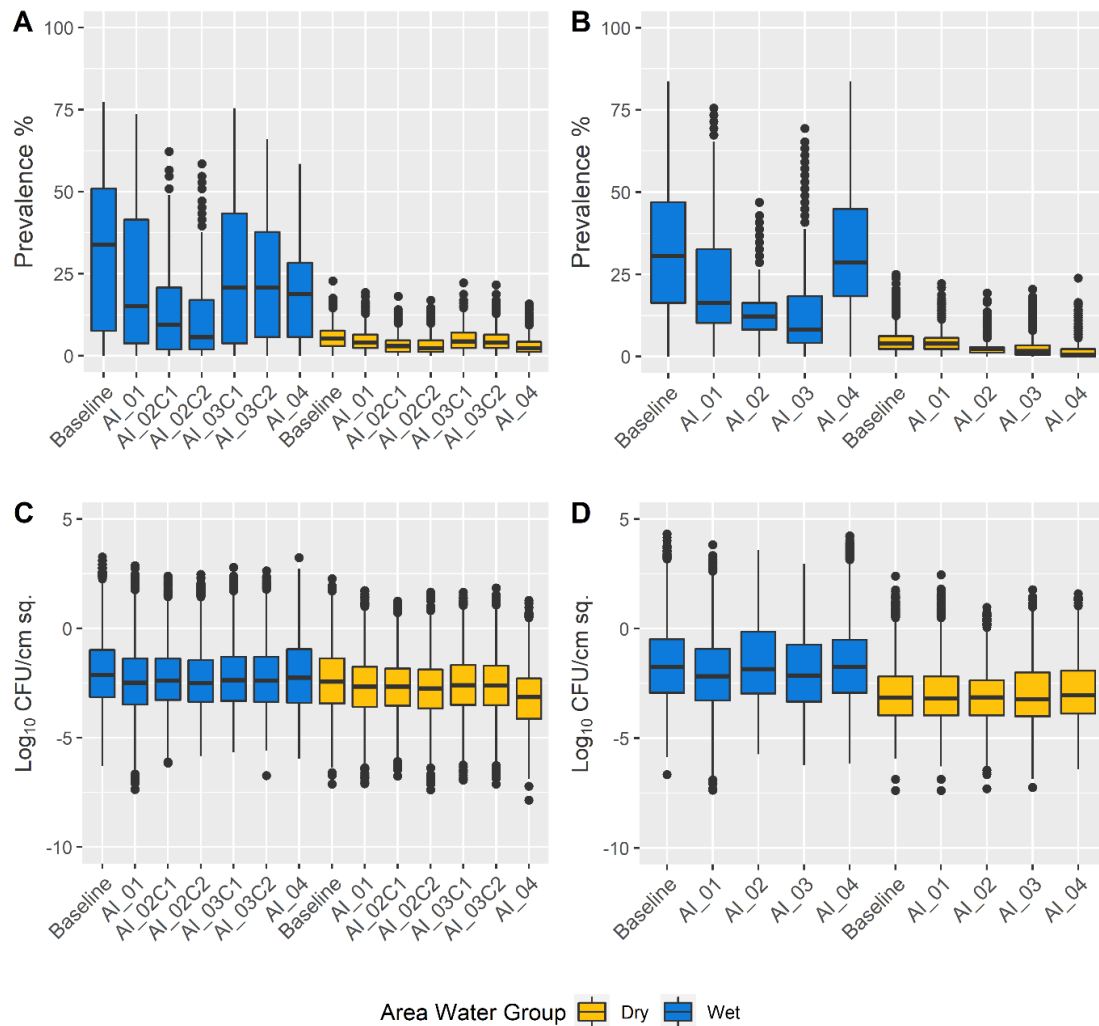 A
Prevalence %
100
75
50
25
0
Baseline
AI_01
AI_02C1
AI_02C2
AI_03C1
AI_03C2
AI_04
Baseline
AI_01
AI_02C1
AI_02C2
AI_03C1
AI_03C2
AI_04
B
Prevalence %
100
75
50
25
0
Baseline
AI_01
AI_02
AI_03
AI_04
Baseline
AI_01
AI_02
AI_03
AI_04
C
Log₁₀ CFU/cm sq.
5
0
-5
-10
Baseline
AI_01
AI_02C1
AI_02C2
AI_03C1
AI_03C2
AI_04
Baseline
AI_01
AI_02C1
AI_02C2
AI_03C1
AI_03C2
AI_04
D
Log₁₀ CFU/cm sq.
5
0
-5
-10
Baseline
AI_01
AI_02
AI_03
AI_04
Baseline
AI_01
AI_02
AI_03
AI_04
Area Water Group Dry Wet